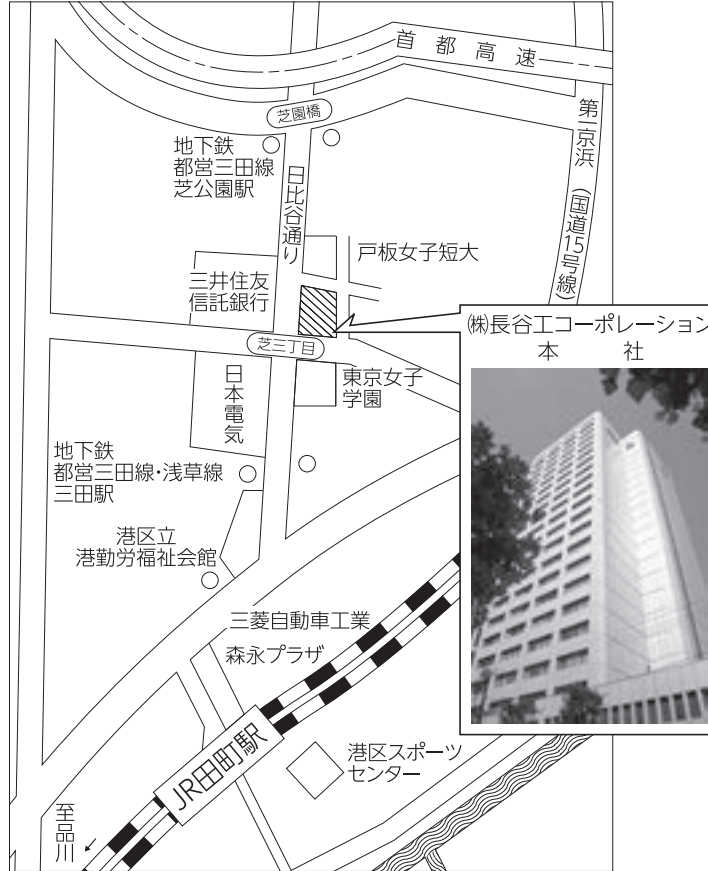 首都高速
芝園橋
第一京浜
(国道15号線)
地下鉄
都営三田線
芝公園駅
日比谷通り
戸板女子短大
三井住友
信託銀行
㈱長谷工コーポレーション
本社
芝三丁目
東京女子
学園
日本電気
地下鉄
都営三田線・浅草線
三田駅
港区立
港勤労福祉会館
三菱自動車工業
森永プラザ
JR田町駅
港区スポーツ
センター
至品川